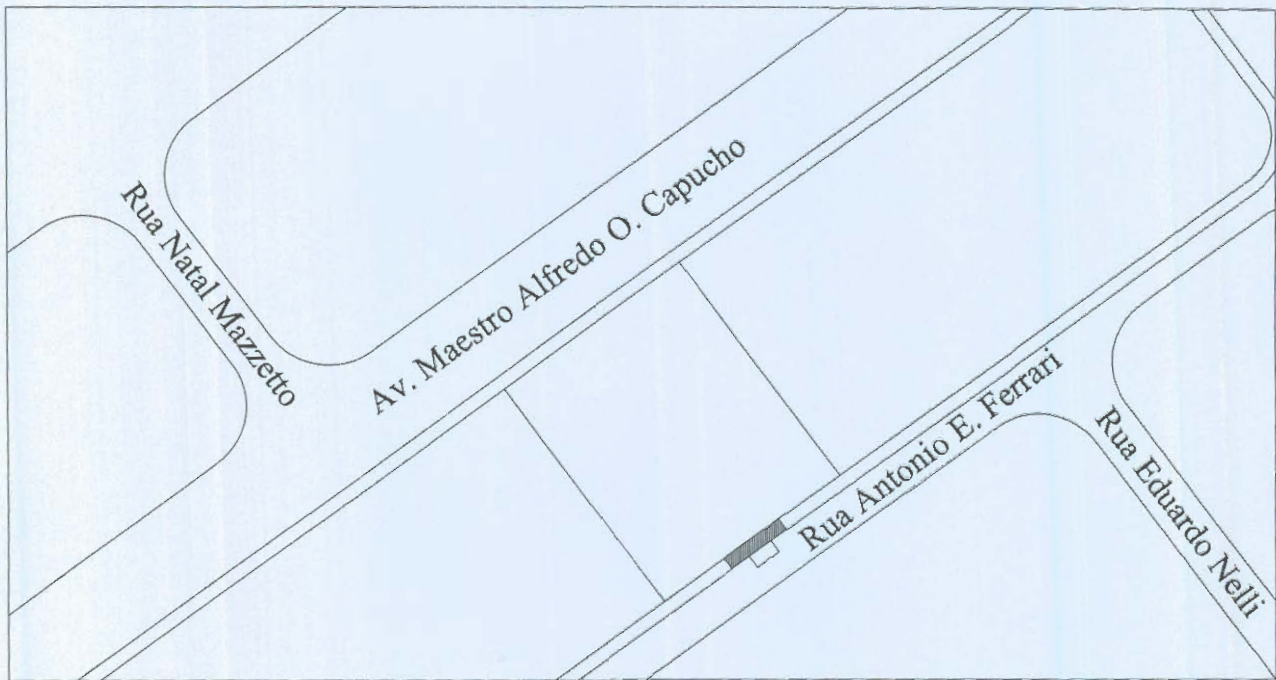 Rua Natal Mazzetto
Av. Maestro Alfredo O. Capucho
Rua Antonio E. Ferrari
Rua Eduardo Nelli